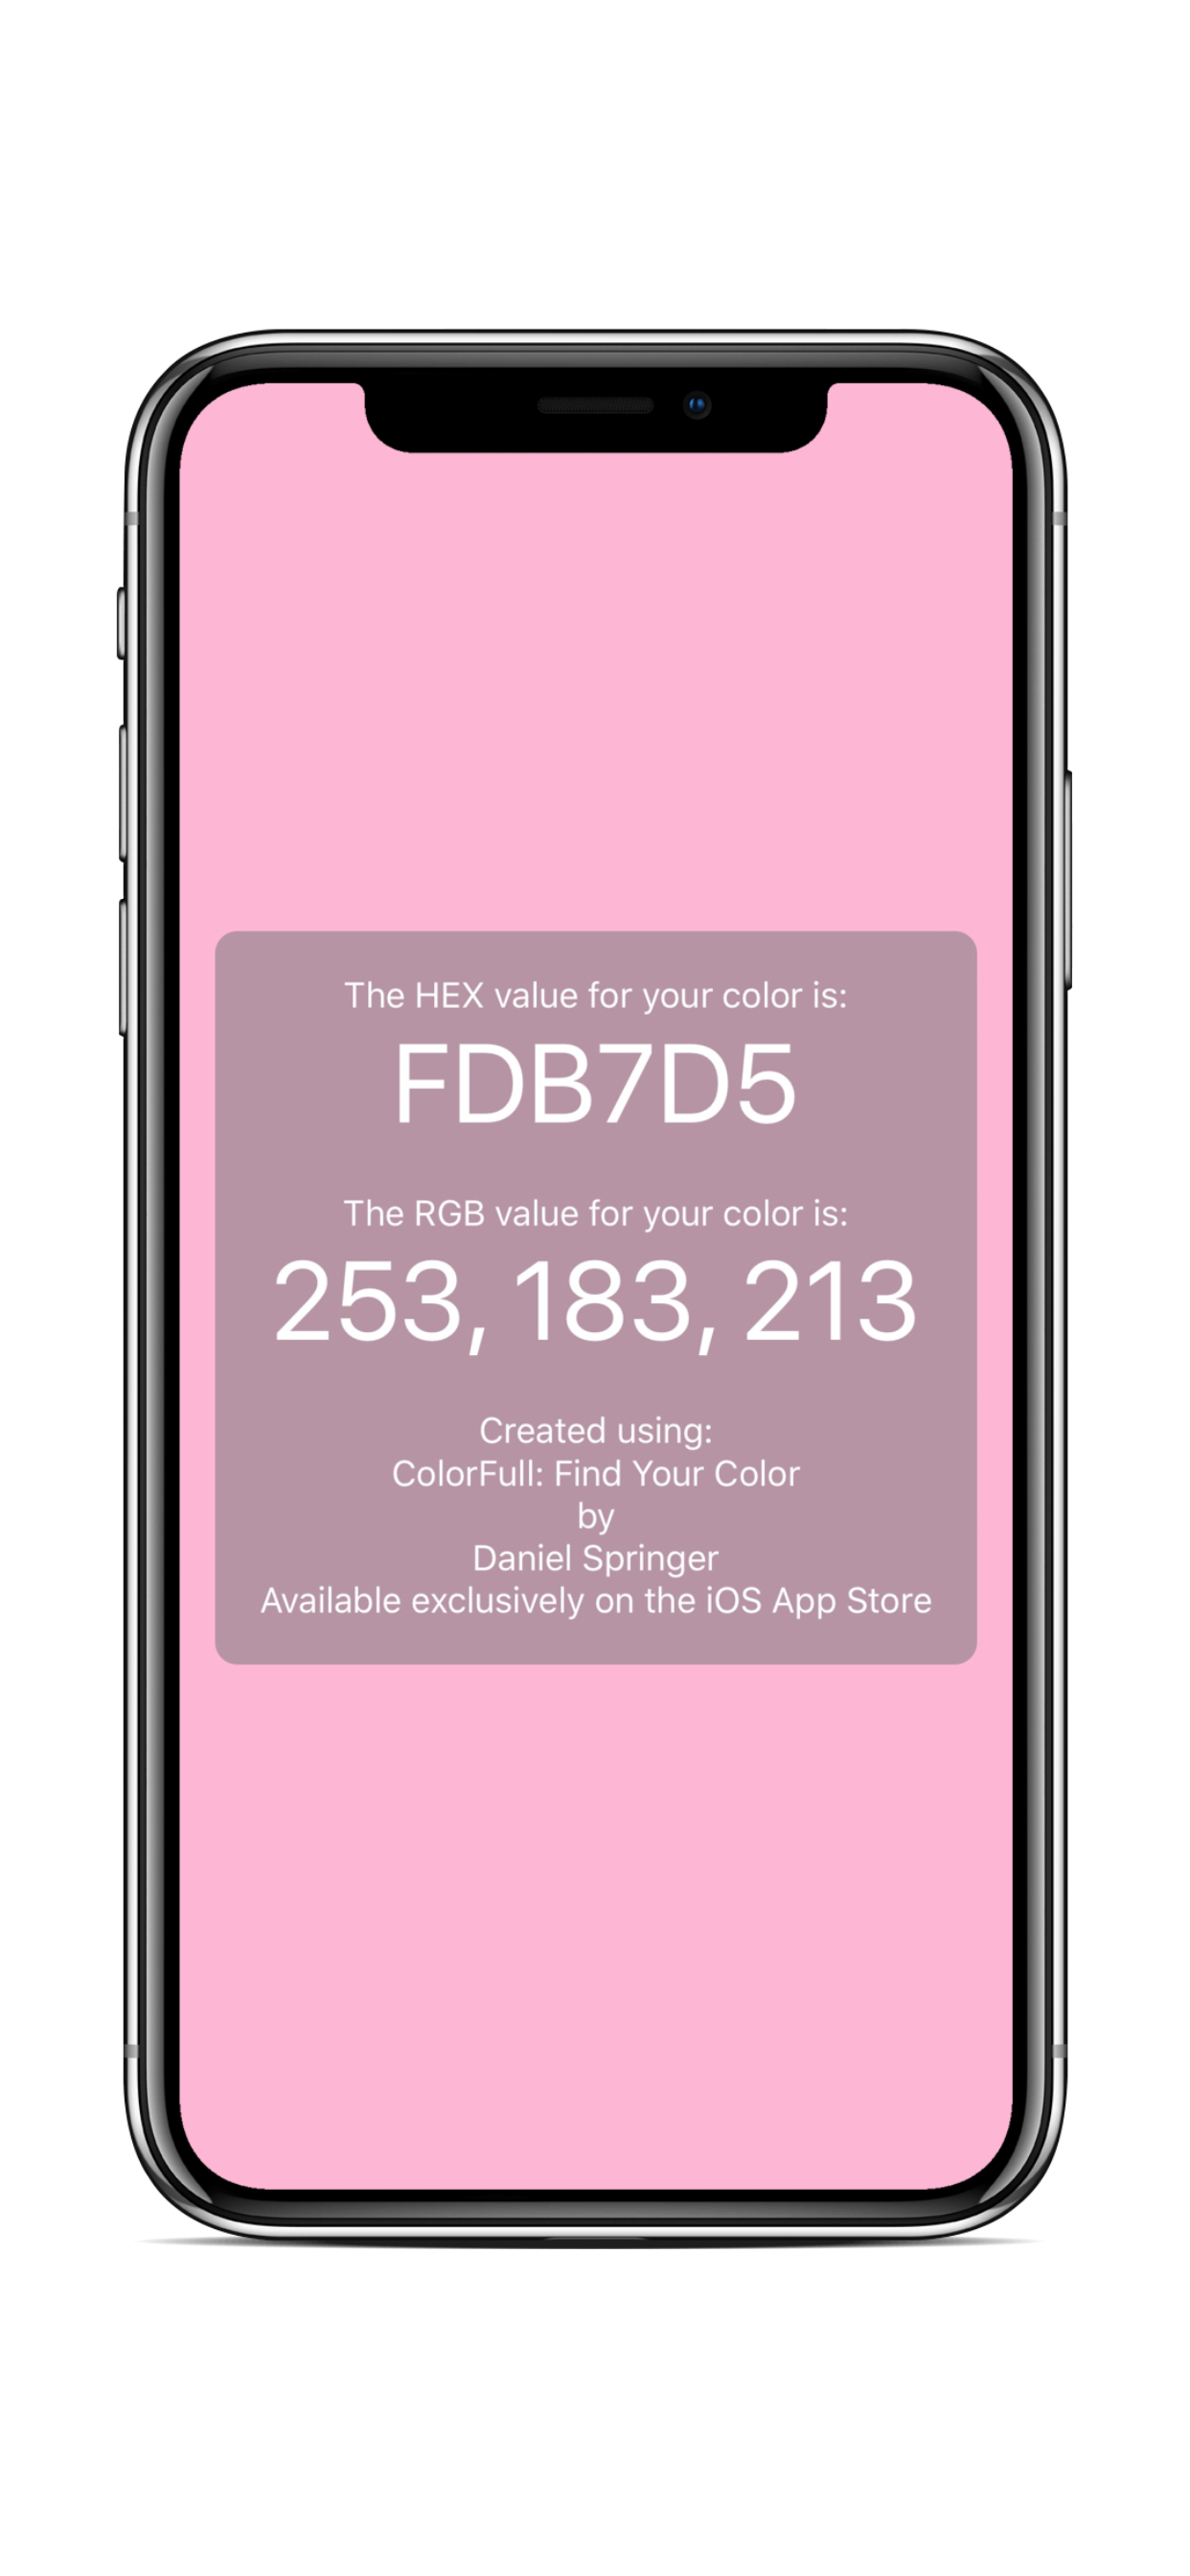 The HEX value for your color is:
FDB7D5
The RGB value for your color is:
253, 183, 213
Created using:
ColorFull: Find Your Color
by
Daniel Springer
Available exclusively on the iOS App Store